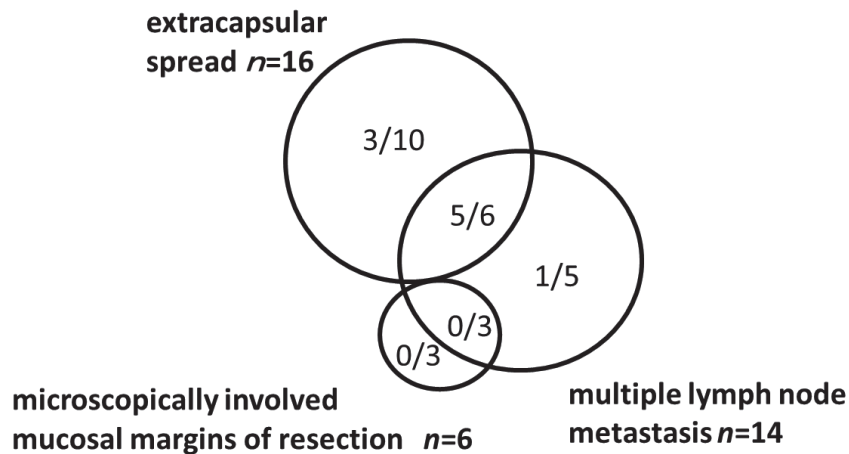 extracapsular
spread n=16
3/10
5/6
1/5
0/3
0/3
microscopically involved
mucosal margins of resection n=6
multiple lymph node
metastasis n=14